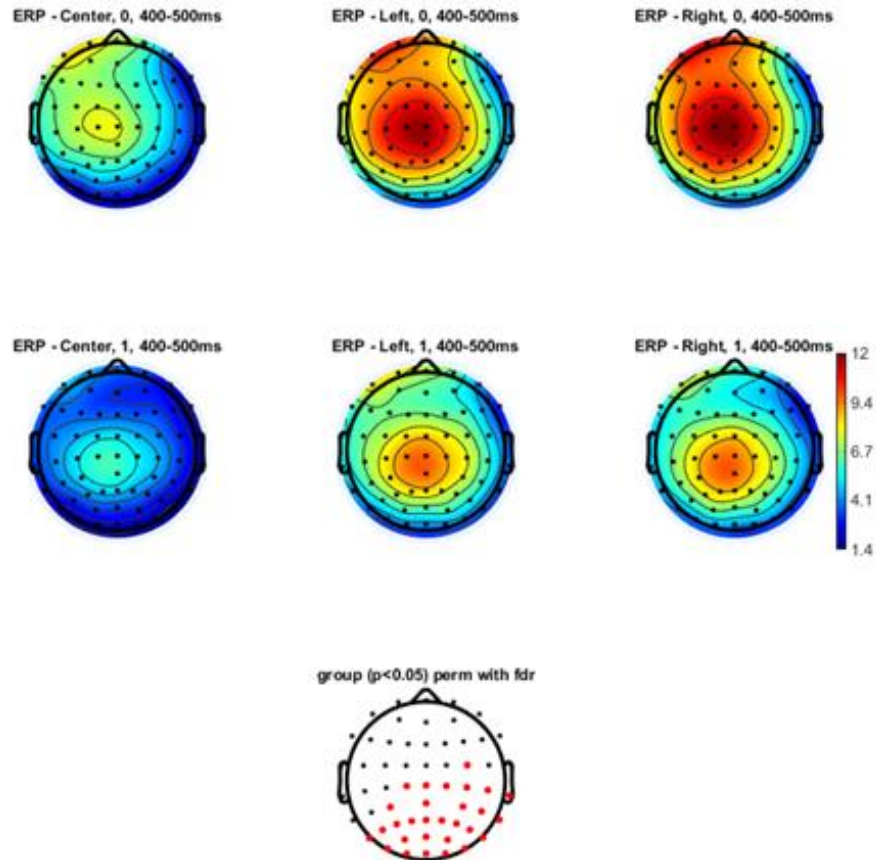 ERP - Center, 0, 400-500ms
ERP - Left, 0, 400-500ms
ERP - Right, 0, 400-500ms
ERP - Center, 1, 400-500ms
ERP - Left, 1, 400-500ms
ERP - Right, 1, 400-500ms
12
9.4
6.7
4.1
1.4
group (p<0.05) perm with fdr